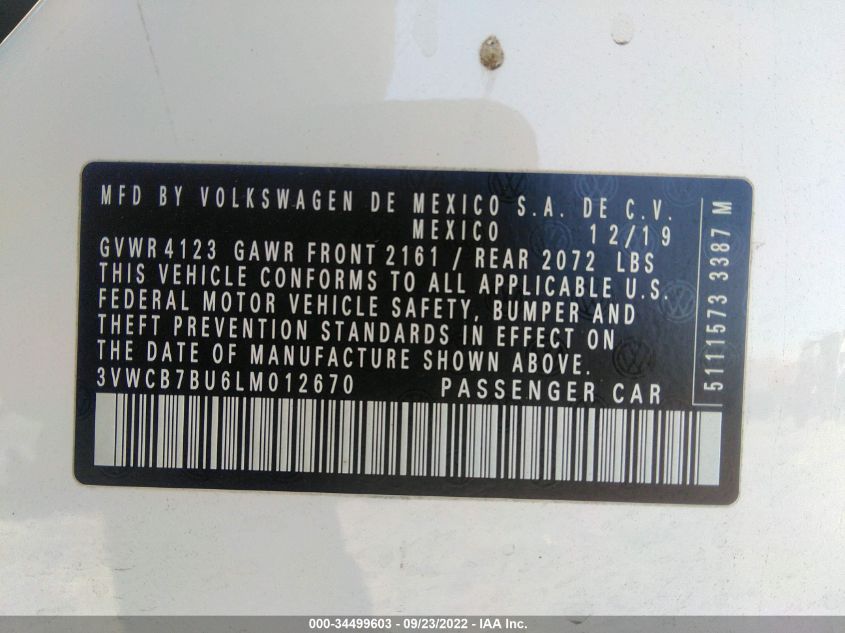 MFD BY VOLKSWAGEN DE MEXICO S.A. DE C.V.
MEXICO 12/19
GVWR 4123 GAWR FRONT 2161 / REAR 2072 LBS
THIS VEHICLE CONFORMS TO ALL APPLICABLE U.S.
FEDERAL MOTOR VEHICLE SAFETY, BUMPER AND
THEFT PREVENTION STANDARDS IN EFFECT ON
THE DATE OF MANUFACTURE SHOWN ABOVE.
3VWCB7BU6LM012670 PASSENGER CAR
5111573 3387 M
000-34499603 - 09/23/2022 - IAA Inc.